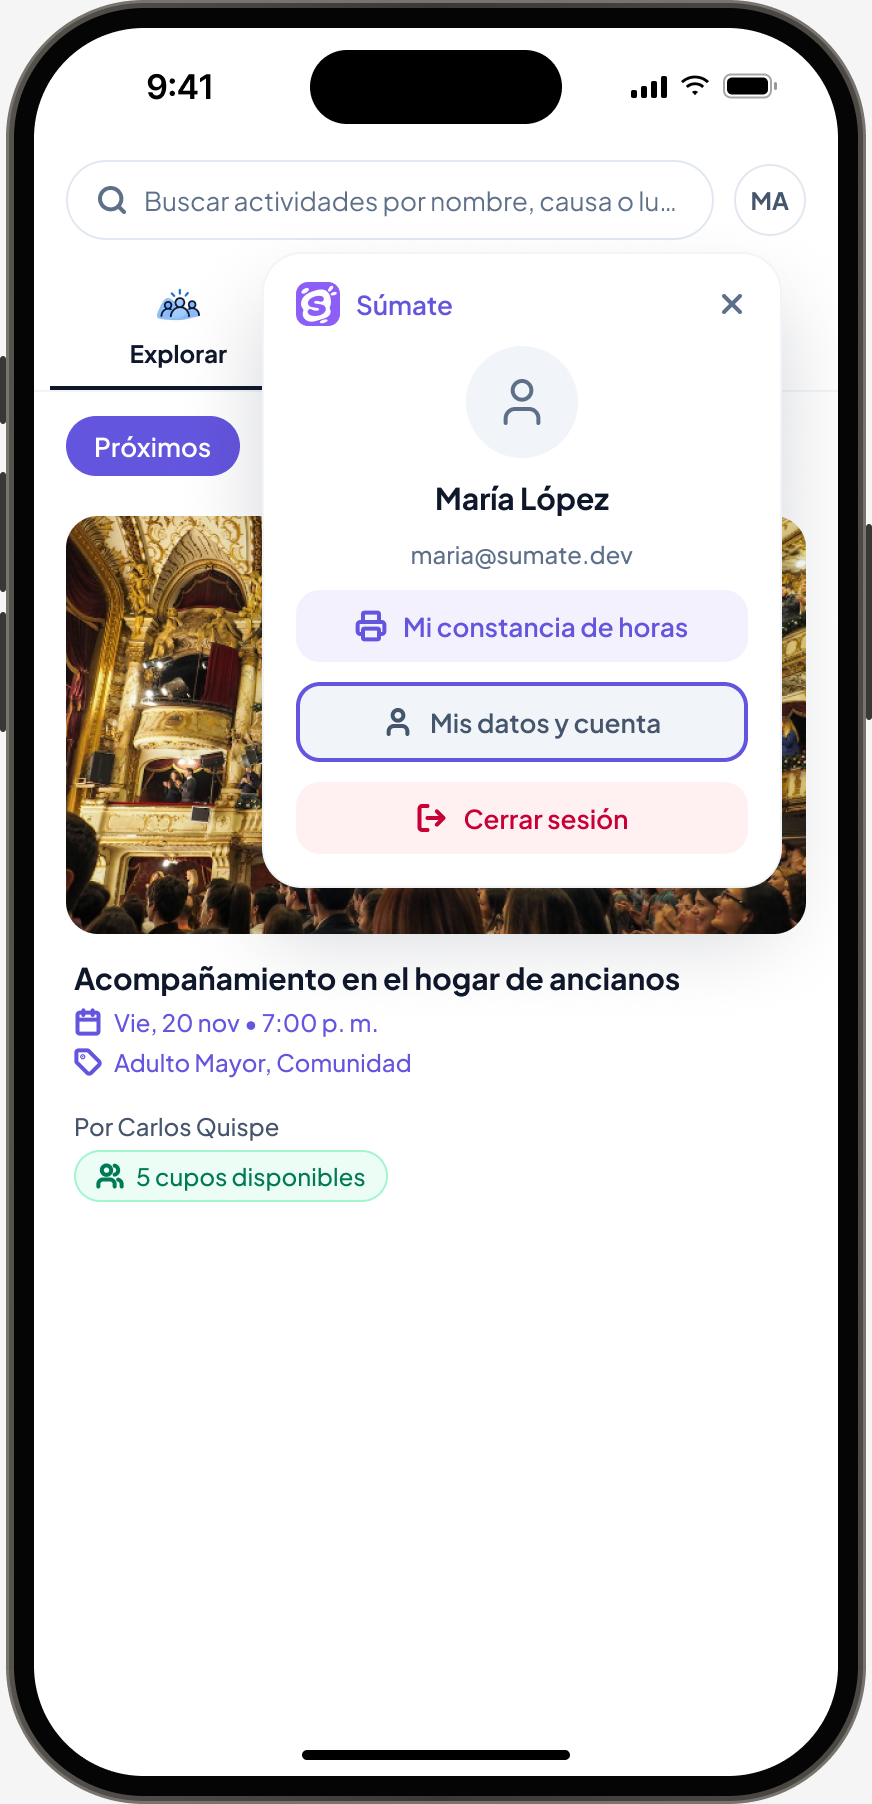 9:41
Buscar actividades por nombre, causa o lu...
MA
Explorar
Súmate
Próximos
María López
maria@sumate.dev
Mi constancia de horas
Mis datos y cuenta
Cerrar sesión
Acompañamiento en el hogar de ancianos
Vie, 20 nov • 7:00 p. m.
Adulto Mayor, Comunidad
Por Carlos Quispe
5 cupos disponibles